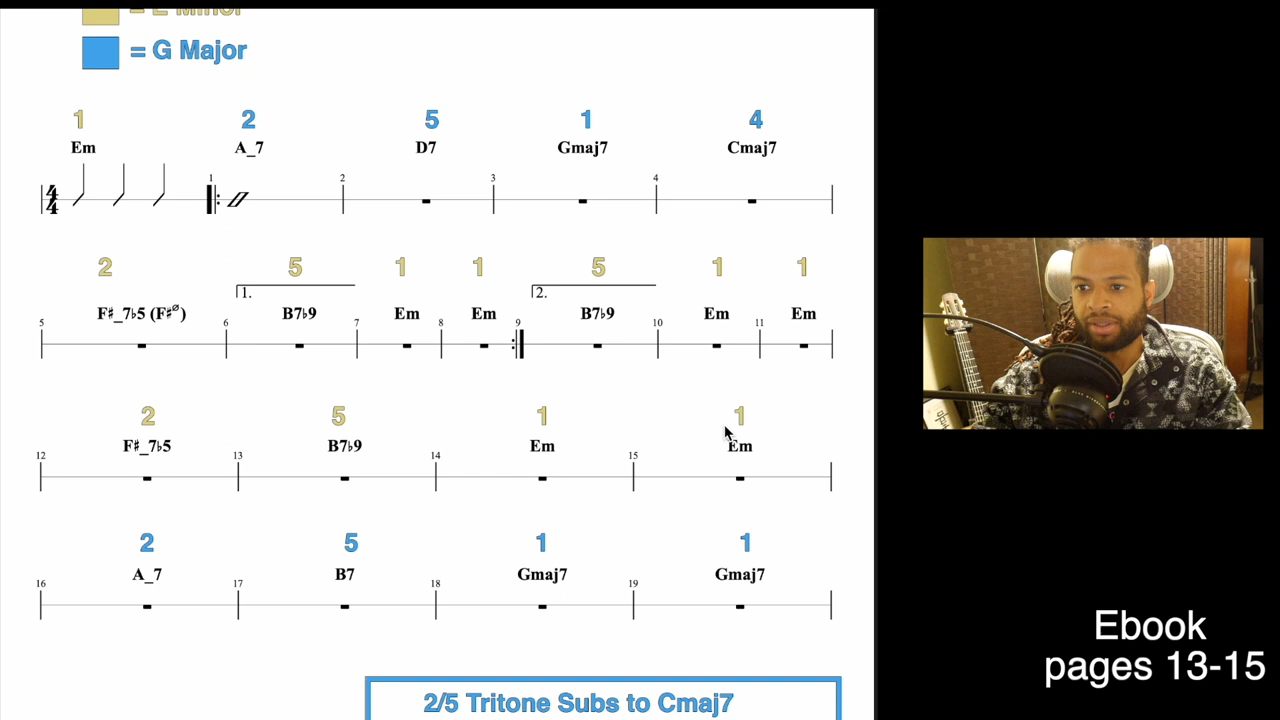 = E Minor
= G Major
1 2 5 1 4
Em A_7 D7 Gmaj7 Cmaj7
1 2 3 4
4/4
2 5 1 1 5 1 1
1. 2.
F♯_7♭5 (F♯ø) B7♭9 Em Em B7♭9 Em Em
5 6 7 8 9 10 11
2 5 1 1
F♯_7♭5 B7♭9 Em Em
12 13 14 15
2 5 1 1
A_7 B7 Gmaj7 Gmaj7
16 17 18 19
2/5 Tritone Subs to Cmaj7
Ebook
pages 13-15